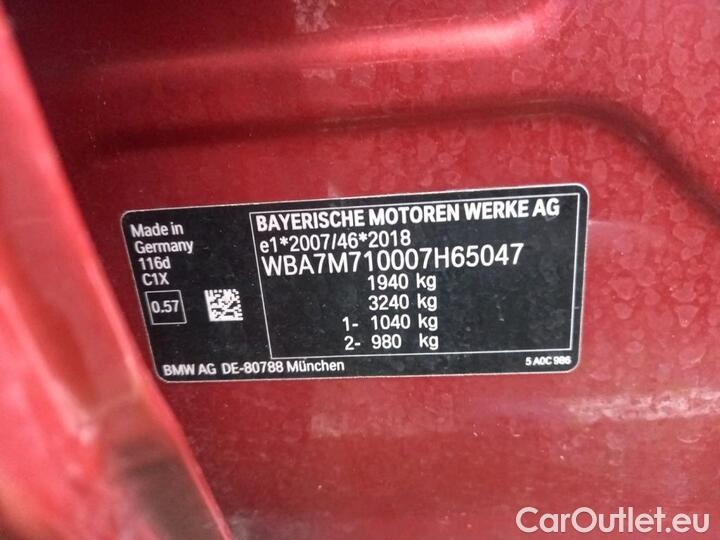 Made in
Germany
116d
C1X
0.57
BAYERISCHE MOTOREN WERKE AG
e1*2007/46*2018
WBA7M710007H65047
1940 kg
3240 kg
1- 1040 kg
2- 980 kg
BMW AG DE-80788 München
5 A0C 986
CarOutlet.eu